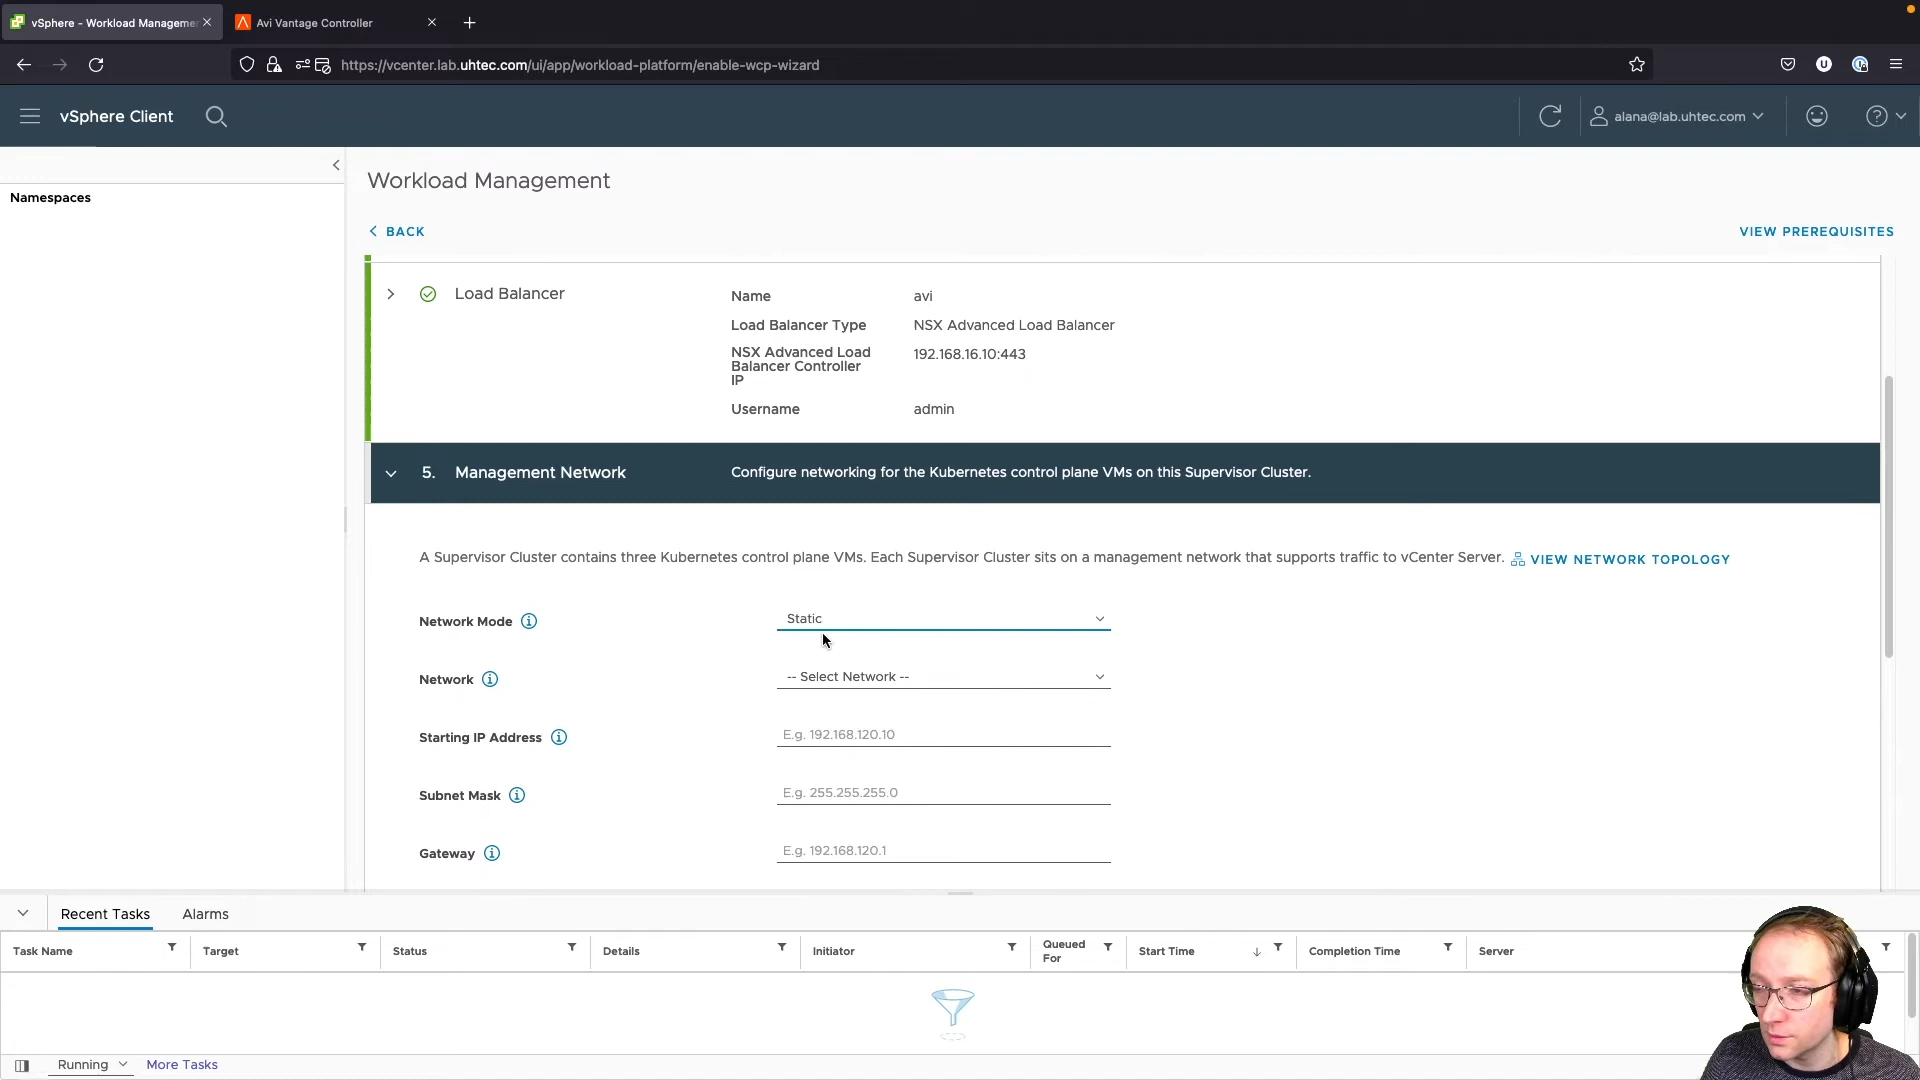 vSphere - Workload Manageme
Avi Vantage Controller
https://vcenter.lab.uhtec.com/ui/app/workload-platform/enable-wcp-wizard
U
vSphere Client
alana@lab.uhtec.com
Namespaces
Workload Management
BACK
VIEW PREREQUISITES
Load Balancer
Name
avi
Load Balancer Type
NSX Advanced Load Balancer
NSX Advanced Load
Balancer Controller
IP
192.168.16.10:443
Username
admin
5. Management Network
Configure networking for the Kubernetes control plane VMs on this Supervisor Cluster.
A Supervisor Cluster contains three Kubernetes control plane VMs. Each Supervisor Cluster sits on a management network that supports traffic to vCenter Server. VIEW NETWORK TOPOLOGY
Network Mode
Static
Network
-- Select Network --
Starting IP Address
E.g. 192.168.120.10
Subnet Mask
E.g. 255.255.255.0
Gateway
E.g. 192.168.120.1
Recent Tasks
Alarms
Task Name
Target
Status
Details
Initiator
Queued
For
Start Time
Completion Time
Server
Running
More Tasks